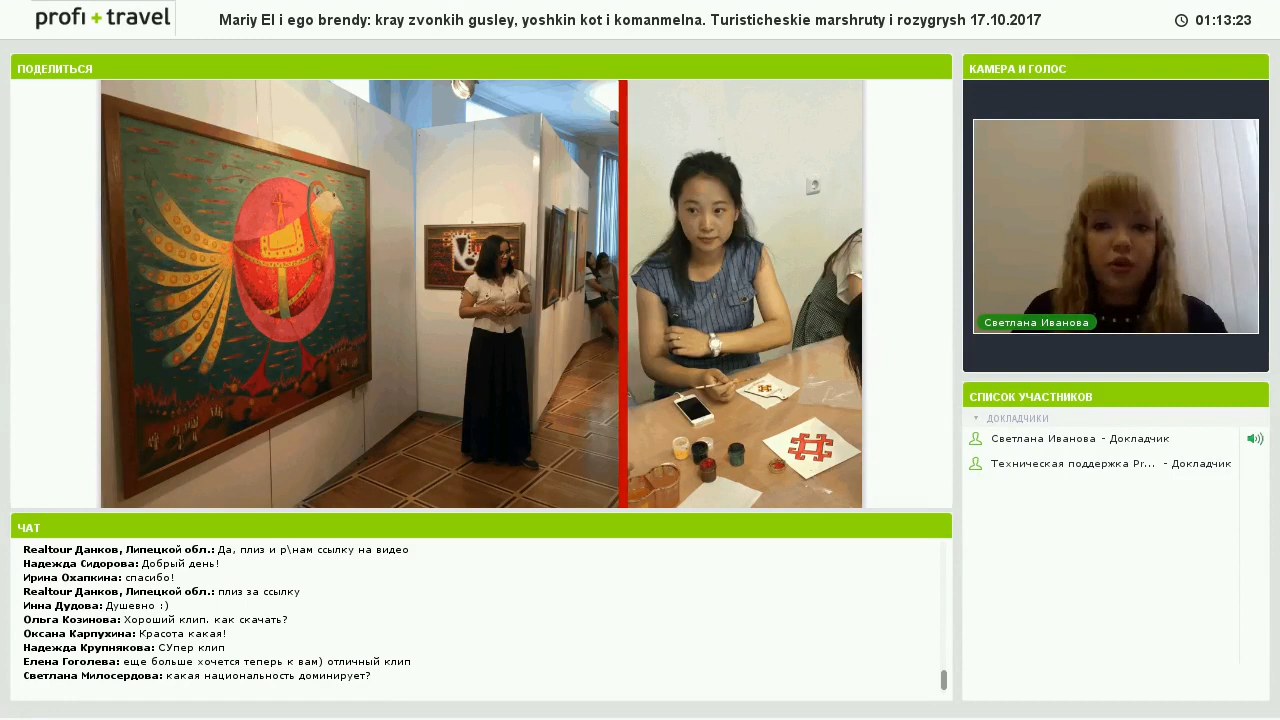 profi + travel
Mariy El i ego brendy: kray zvonkih gusley, yoshkin kot i komanmelna. Turisticheskie marshruty i rozygrysh 17.10.2017
01:13:23
ПОДЕЛИТЬСЯ
КАМЕРА И ГОЛОС
Светлана Иванова
СПИСОК УЧАСТНИКОВ
ДОКЛАДЧИКИ
Светлана Иванова - Докладчик
Техническая поддержка Pr... - Докладчик
ЧАТ
Realtour Данков, Липецкой обл.: Да, плиз и р\нам ссылку на видео
Надежда Сидорова: Добрый день!
Ирина Охапкина: спасибо!
Realtour Данков, Липецкой обл.: плиз за ссылку
Инна Дудова: Душевно :)
Ольга Козинова: Хороший клип. как скачать?
Оксана Карпухина: Красота какая!
Надежда Крупнякова: СУпер клип
Елена Гоголева: еще больше хочется теперь к вам) отличный клип
Светлана Милосердова: какая национальность доминирует?